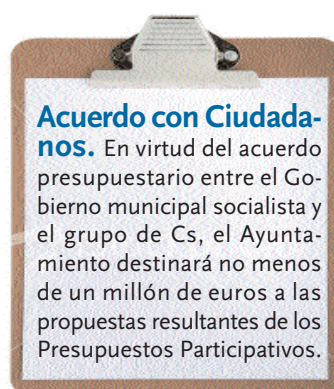 Acuerdo con Ciudada-
nos. En virtud del acuerdo
presupuestario entre el Go-
bierno municipal socialista y
el grupo de Cs, el Ayunta-
miento destinará no menos
de un millón de euros a las
propuestas resultantes de los
Presupuestos Participativos.